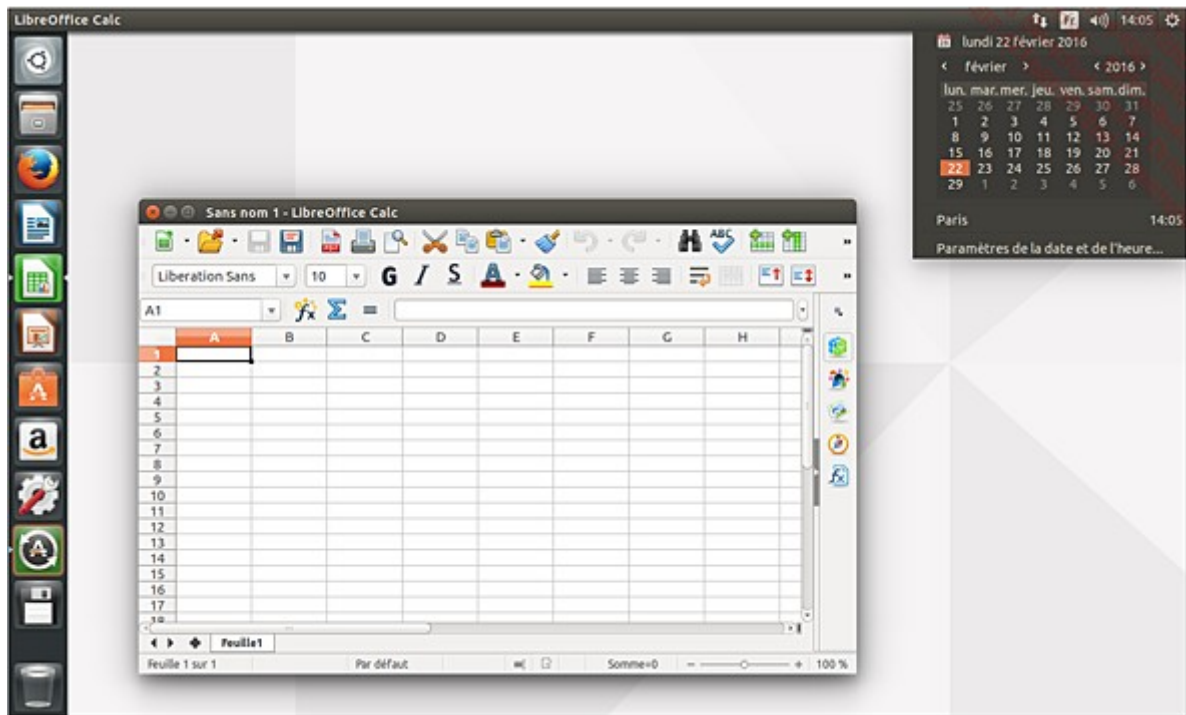 LibreOffice Calc
Fr
14:05
lundi 22 février 2016
février
2016
lun. mar. mer. jeu. ven. sam. dim.
25 26 27 28 29 30 31
1 2 3 4 5 6 7
8 9 10 11 12 13 14
15 16 17 18 19 20 21
22 23 24 25 26 27 28
29 1 2 3 4 5 6
Paris 14:05
Paramètres de la date et de l'heure...
Sans nom 1 - LibreOffice Calc
ABC
Liberation Sans 10 G I S A
A1
A B C D E F G H
1
2
3
4
5
6
7
8
9
10
11
12
13
14
15
16
17
18
Feuille1
Feuille 1 sur 1 Par défaut Somme=0 100 %